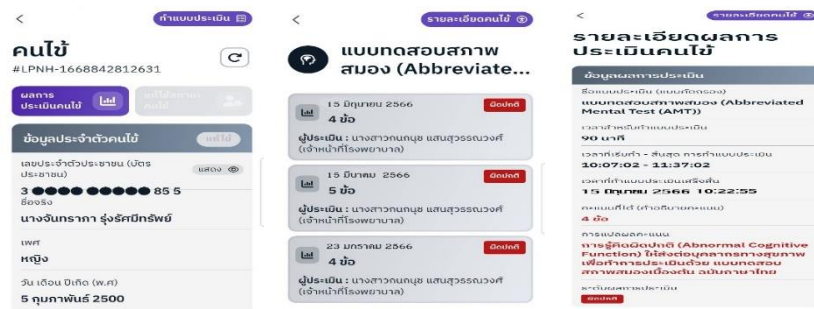 ทำแบบประเมิน
คนไข้
#LPNH-1668842812631
ผลการ
ประเมินคนไข้
ข้อมูลประจำตัวคนไข้
แก้ไข
เลขประจำตัวประชาชน (บัตร
ประชาชน)
แสดง
3 ●●●● ●●●●● 85 5
ชื่อจริง
นางจันทราภา รุ่งรัศมีทรัพย์
เพศ
หญิง
วัน เดือน ปีเกิด (พ.ศ)
5 กุมภาพันธ์ 2500
รายละเอียดคนไข้
แบบทดสอบสภาพ
สมอง (Abbreviate...
15 มิถุนายน 2566
ผิดปกติ
4 ข้อ
ผู้ประเมิน : นางสาวกนกนุช แสนสุวรรณวงศ์
(เจ้าหน้าที่โรงพยาบาล)
15 มีนาคม 2566
ผิดปกติ
5 ข้อ
ผู้ประเมิน : นางสาวกนกนุช แสนสุวรรณวงศ์
(เจ้าหน้าที่โรงพยาบาล)
23 มกราคม 2566
ผิดปกติ
4 ข้อ
ผู้ประเมิน : นางสาวกนกนุช แสนสุวรรณวงศ์
(เจ้าหน้าที่โรงพยาบาล)
รายละเอียดคนไข้
รายละเอียดผลการ
ประเมินคนไข้
ข้อมูลผลการประเมิน
ชื่อแบบประเมิน (แบบคัดกรอง)
แบบทดสอบสภาพสมอง (Abbreviated
Mental Test (AMT))
เวลาสำหรับทำแบบประเมิน
90 นาที
เวลาที่เริ่มทำ - สิ้นสุด การทำแบบประเมิน
10:07:02 - 11:37:02
เวลาที่ทำแบบประเมินเสร็จสิ้น
15 มิถุนายน 2566 10:22:55
คะแนนที่ได้ (คำอธิบายคะแนน)
4 ข้อ
การแปลผลคะแนน
การรู้คิดผิดปกติ (Abnormal Cognitive
Function) ให้ส่งต่อบุคลากรทางสุขภาพ
เพื่อทำการประเมินด้วย แบบทดสอบ
สภาพสมองเบื้องต้น ฉบับภาษาไทย
ระดับผลการประเมิน
ผิดปกติ